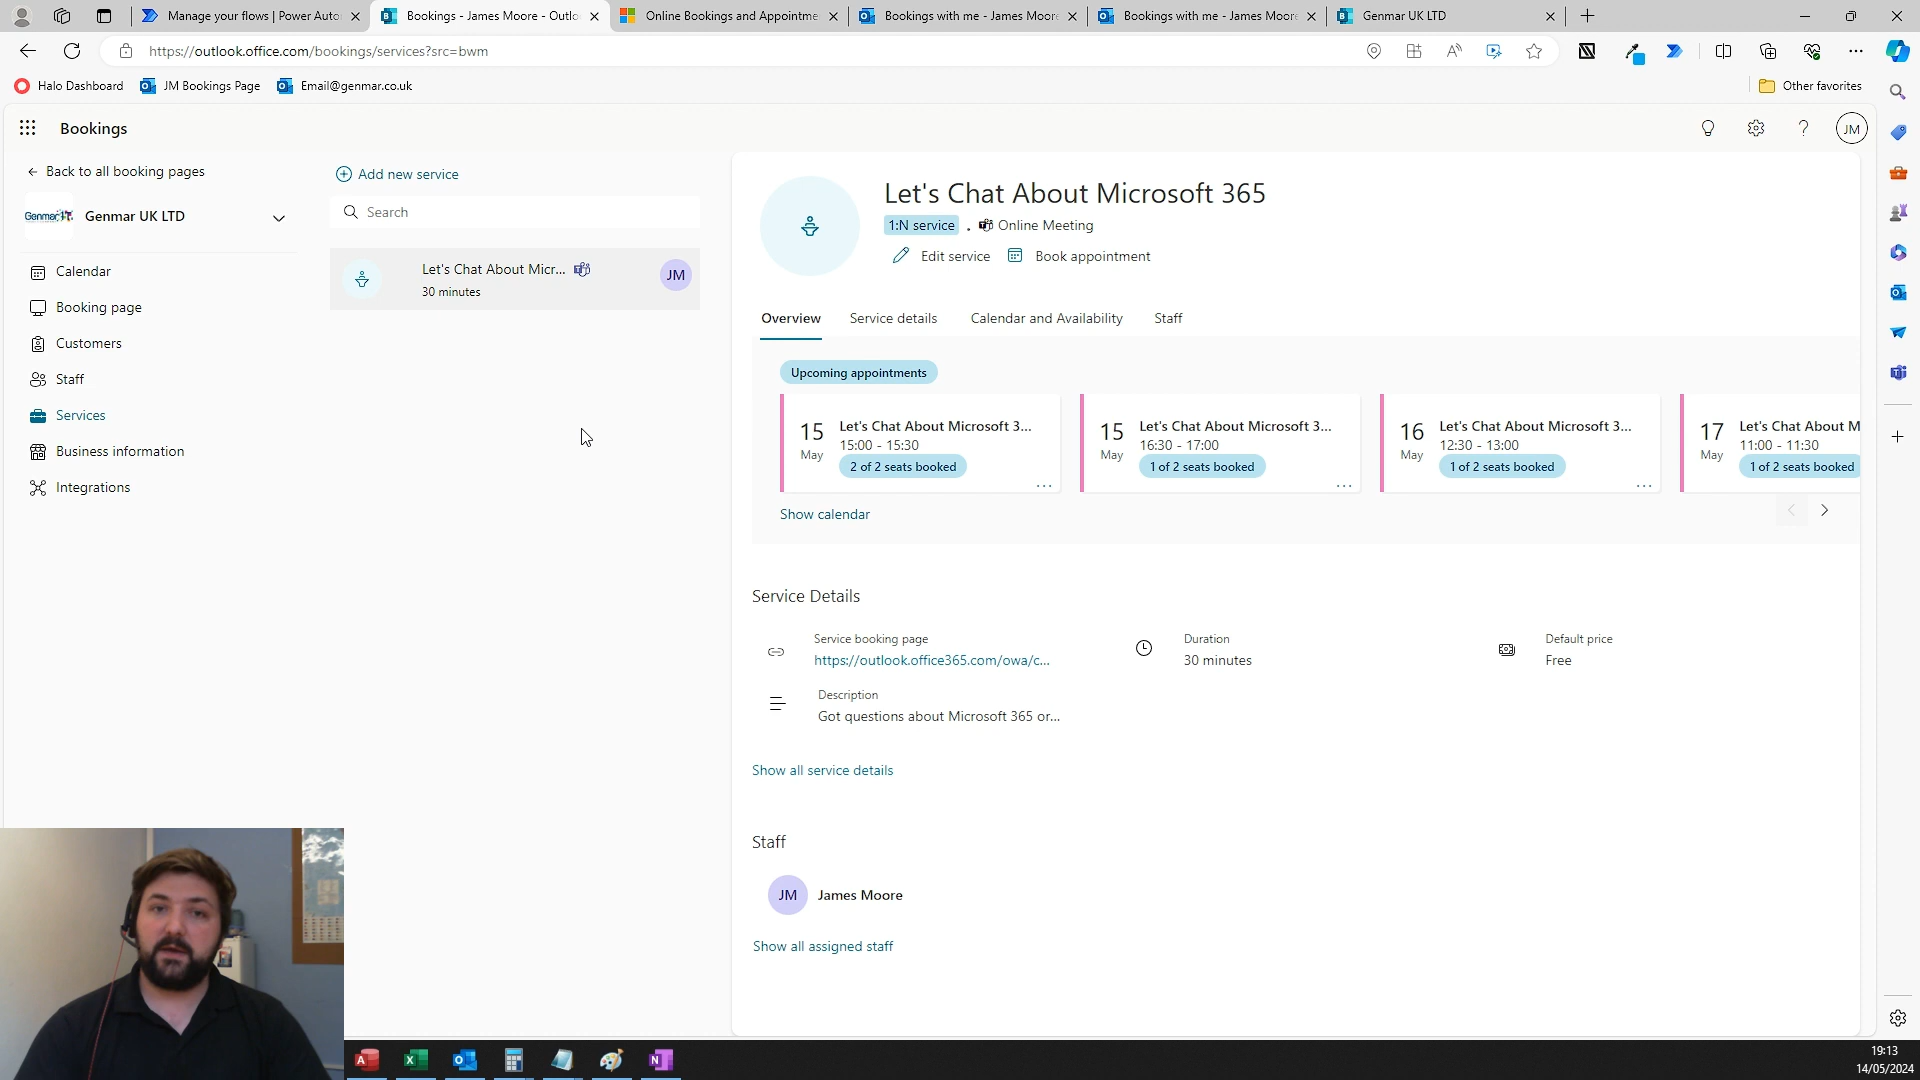 Manage your flows | Power Auto
Bookings - James Moore - Outlo
Online Bookings and Appointme
Bookings with me - James Moore
Bookings with me - James Moore
Genmar UK LTD
https://outlook.office.com/bookings/services?src=bwm
Halo Dashboard
JM Bookings Page
Email@genmar.co.uk
Other favorites
Bookings
JM
Back to all booking pages
Genmar UK LTD
Calendar
Booking page
Customers
Staff
Services
Business information
Integrations
Add new service
Search
Let's Chat About Micr...
30 minutes
JM
Let's Chat About Microsoft 365
1:N service . Online Meeting
Edit service
Book appointment
Overview
Service details
Calendar and Availability
Staff
Upcoming appointments
15
May
Let's Chat About Microsoft 3...
15:00 - 15:30
2 of 2 seats booked
...
15
May
Let's Chat About Microsoft 3...
16:30 - 17:00
1 of 2 seats booked
...
16
May
Let's Chat About Microsoft 3...
12:30 - 13:00
1 of 2 seats booked
...
17
May
Let's Chat About M
11:00 - 11:30
1 of 2 seats booked
Show calendar
Service Details
Service booking page
https://outlook.office365.com/owa/c...
Duration
30 minutes
Default price
Free
Description
Got questions about Microsoft 365 or...
Show all service details
Staff
JM
James Moore
Show all assigned staff
19:13
14/05/2024